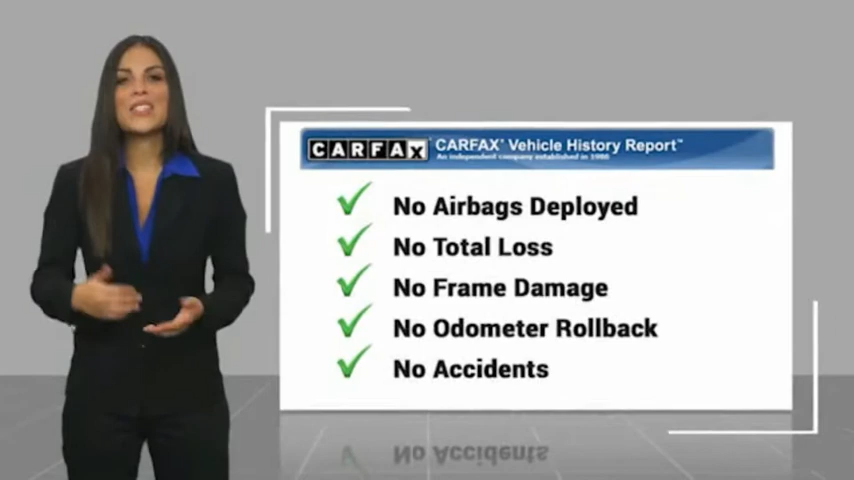 CARFAX CARFAX® Vehicle History Report™
An independent company established in 1986
No Airbags Deployed
No Total Loss
No Frame Damage
No Odometer Rollback
No Accidents
No Accidents